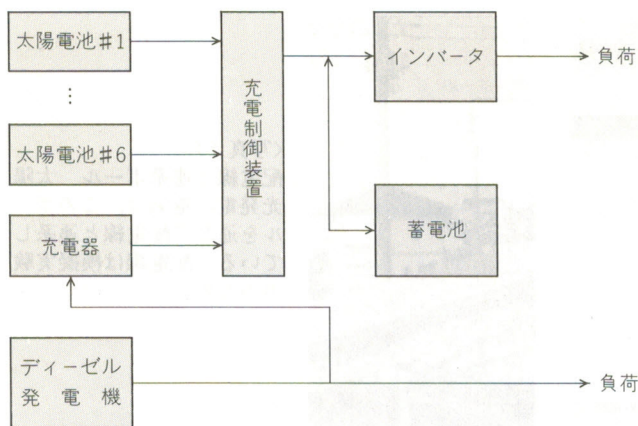 太陽電池#1
⋮
太陽電池#6
充電器
ディーゼル
発電機
充電制御装置
インバータ
蓄電池
負荷
負荷